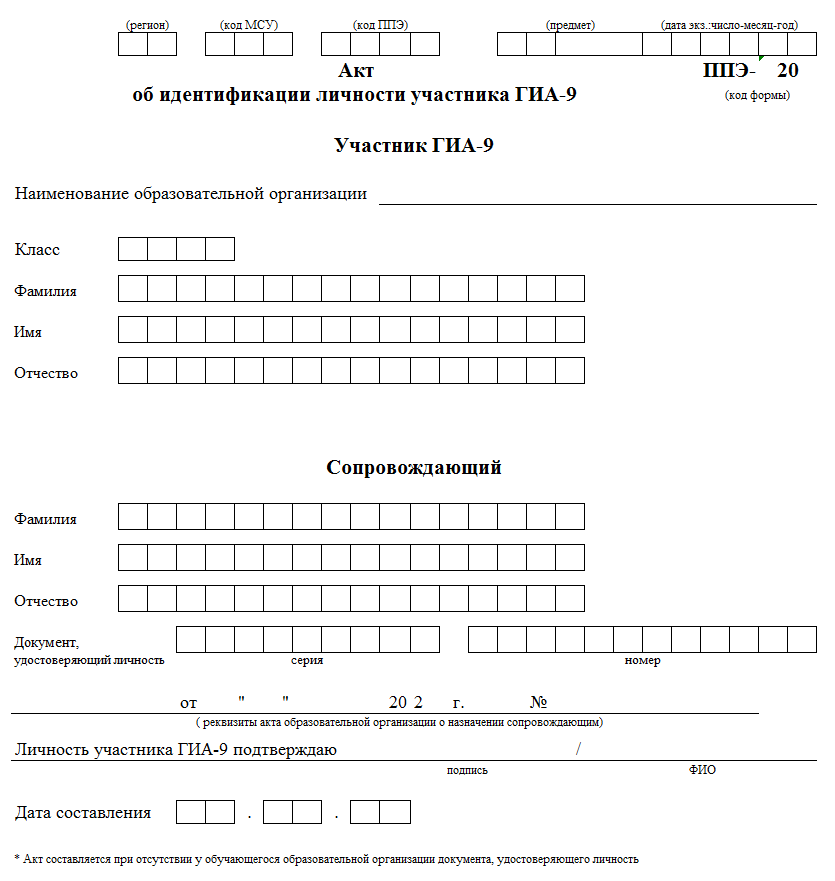 (регион) (код МСУ) (код ППЭ) (предмет) (дата экз.:число-месяц-год)
Акт ППЭ- 20
об идентификации личности участника ГИА-9 (код формы)
Участник ГИА-9
Наименование образовательной организации
Класс
Фамилия
Имя
Отчество
Сопровождающий
Фамилия
Имя
Отчество
Документ,
удостоверяющий личность серия номер
от " " 20 2 г. №
( реквизиты акта образовательной организации о назначении сопровождающим)
Личность участника ГИА-9 подтверждаю /
подпись ФИО
Дата составления . .
* Акт составляется при отсутствии у обучающегося образовательной организации документа, удостоверяющего личность